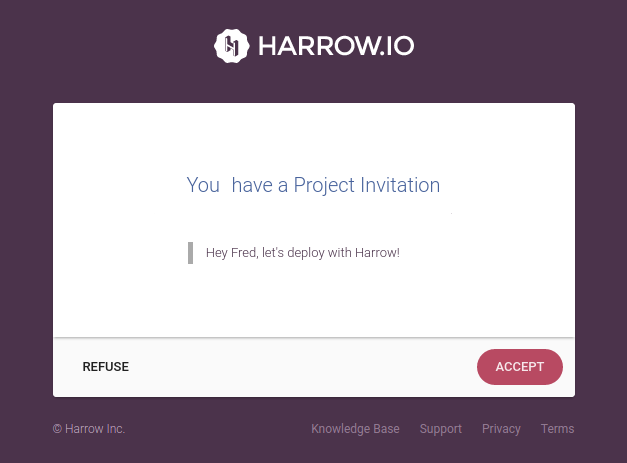 HARROW.IO
You have a Project Invitation
Hey Fred, let's deploy with Harrow!
REFUSE ACCEPT
© Harrow Inc. Knowledge Base Support Privacy Terms